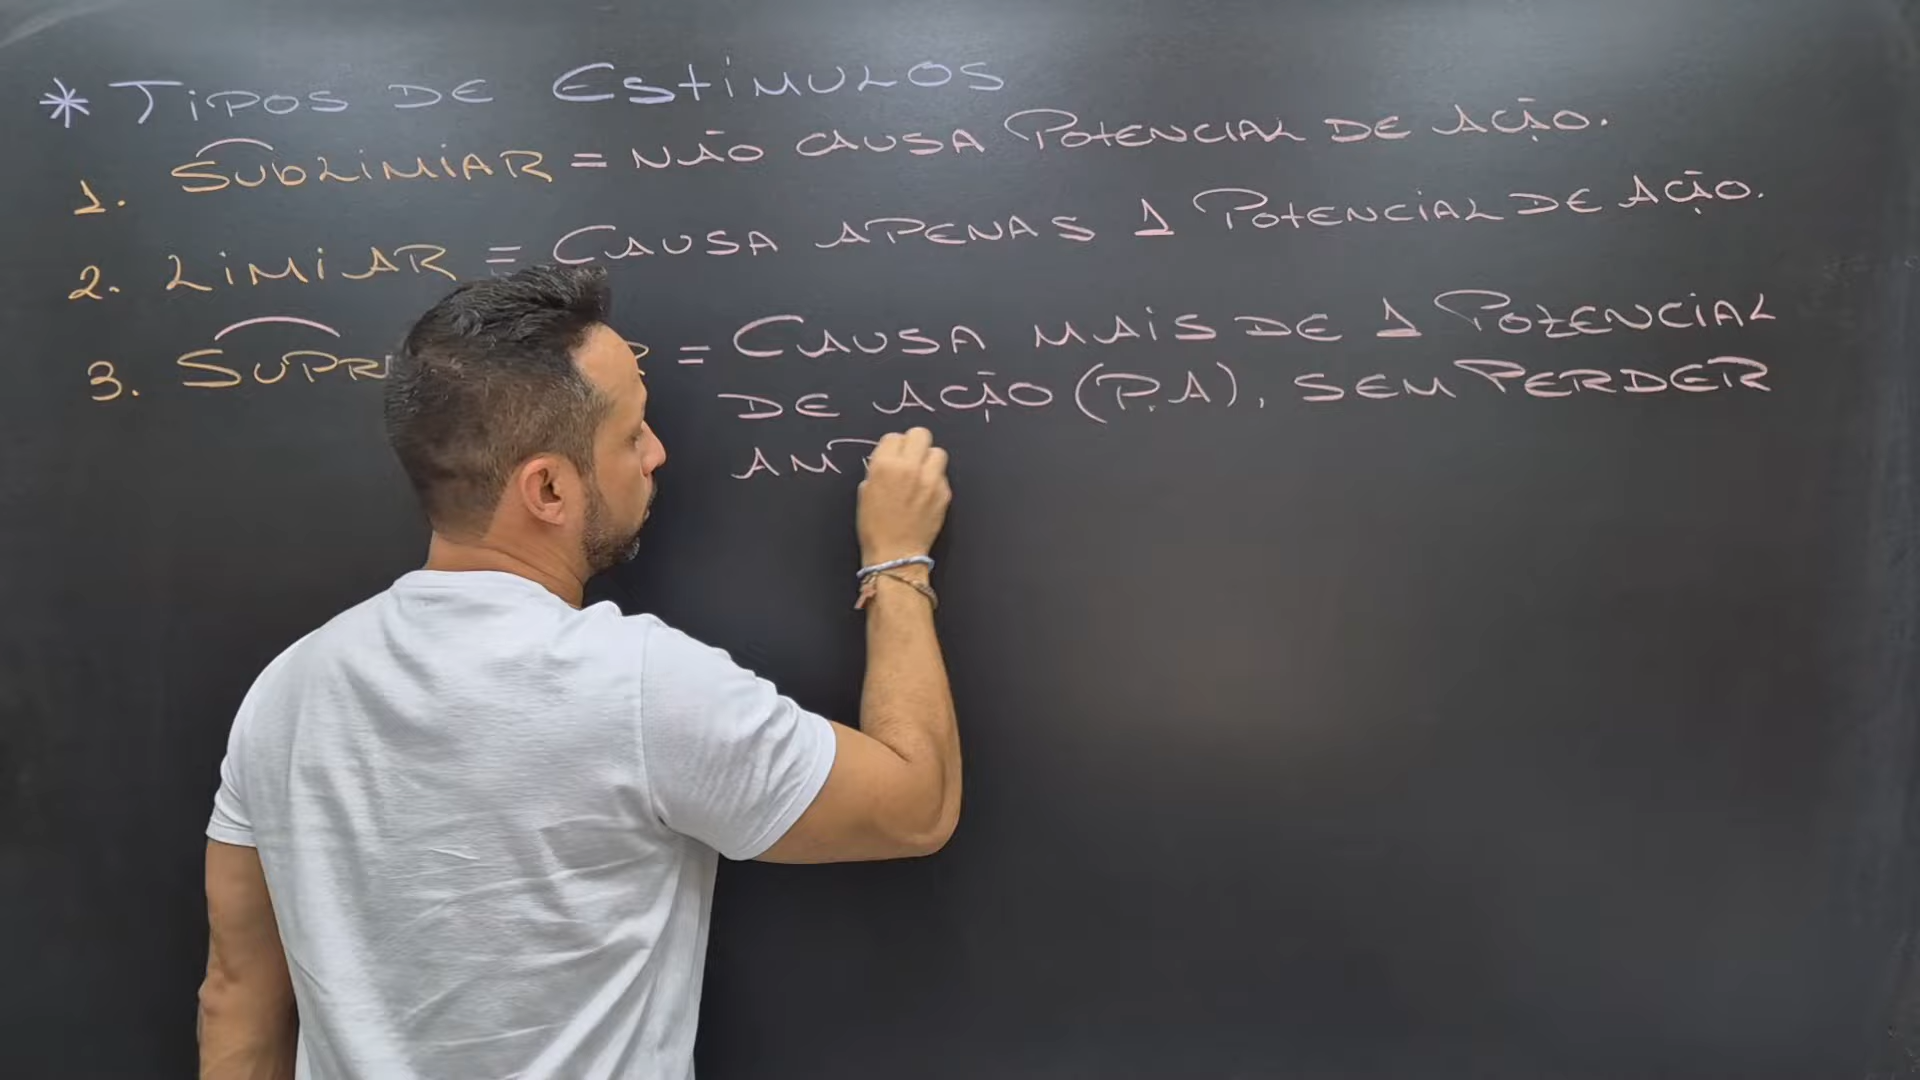 * TIPOS DE ESTÍMULOS
1. SUBLIMIAR = NÃO CAUSA POTENCIAL DE AÇÃO.
2. LIMIAR = CAUSA APENAS 1 POTENCIAL DE AÇÃO.
3. = CAUSA MAIS DE 1 POTENCIAL
DE AÇÃO (P.A), SEM PERDER